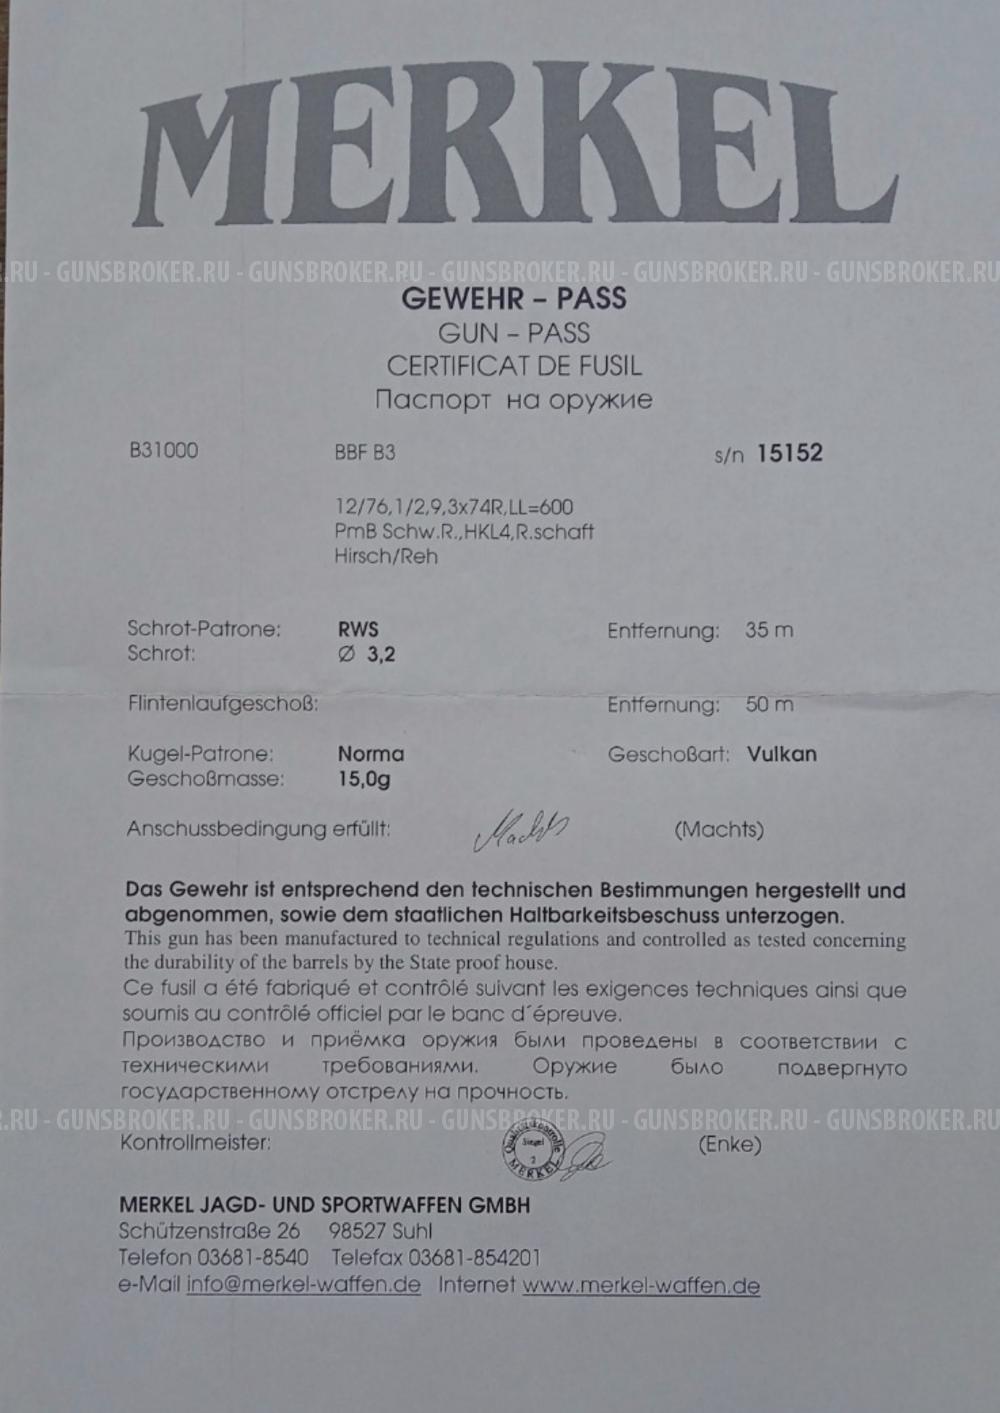 MERKEL
.RU - GUNSBROKER.RU - GUNSBROKER.RU - GUNSBROKER.RU - GUNSBROKER.RU - GUNSBROKER.RU
GEWEHR – PASS
GUN – PASS
CERTIFICAT DE FUSIL
Паспорт на оружие
B31000 BBF B3 s/n 15152
12/76,1/2,9,3x74R,LL=600
PmB Schw.R.,HKL4,R.schaft
Hirsch/Reh
Schrot-Patrone: RWS Entfernung: 35 m
Schrot: Ø 3,2
Flintenlaufgeschoß: Entfernung: 50 m
Kugel-Patrone: Norma Geschoßart: Vulkan
Geschoßmasse: 15,0g
Anschussbedingung erfüllt: Machts (Machts)
Das Gewehr ist entsprechend den technischen Bestimmungen hergestellt und
abgenommen, sowie dem staatlichen Haltbarkeitsbeschuss unterzogen.
This gun has been manufactured to technical regulations and controlled as tested concerning
the durability of the barrels by the State proof house.
Ce fusil a été fabriqué et contrôlé suivant les exigences techniques ainsi que
soumis au contrôlé officiel par le banc d´épreuve.
Производство и приёмка оружия были проведены в соответствии с
техническими требованиями. Оружие было подвергнуто
государственному отстрелу на прочность.
.RU - GUNSBROKER.RU - GUNSBROKER.RU - GUNSBROKER.RU - GUNSBROKER.RU - GUNSBROKER.RU
Kontrollmeister: Qualitätskontrolle Siegel 2 MERKEL (Enke)
MERKEL JAGD- UND SPORTWAFFEN GMBH
Schützenstraße 26 98527 Suhl
Telefon 03681-8540 Telefax 03681-854201
e-Mail info@merkel-waffen.de Internet www.merkel-waffen.de